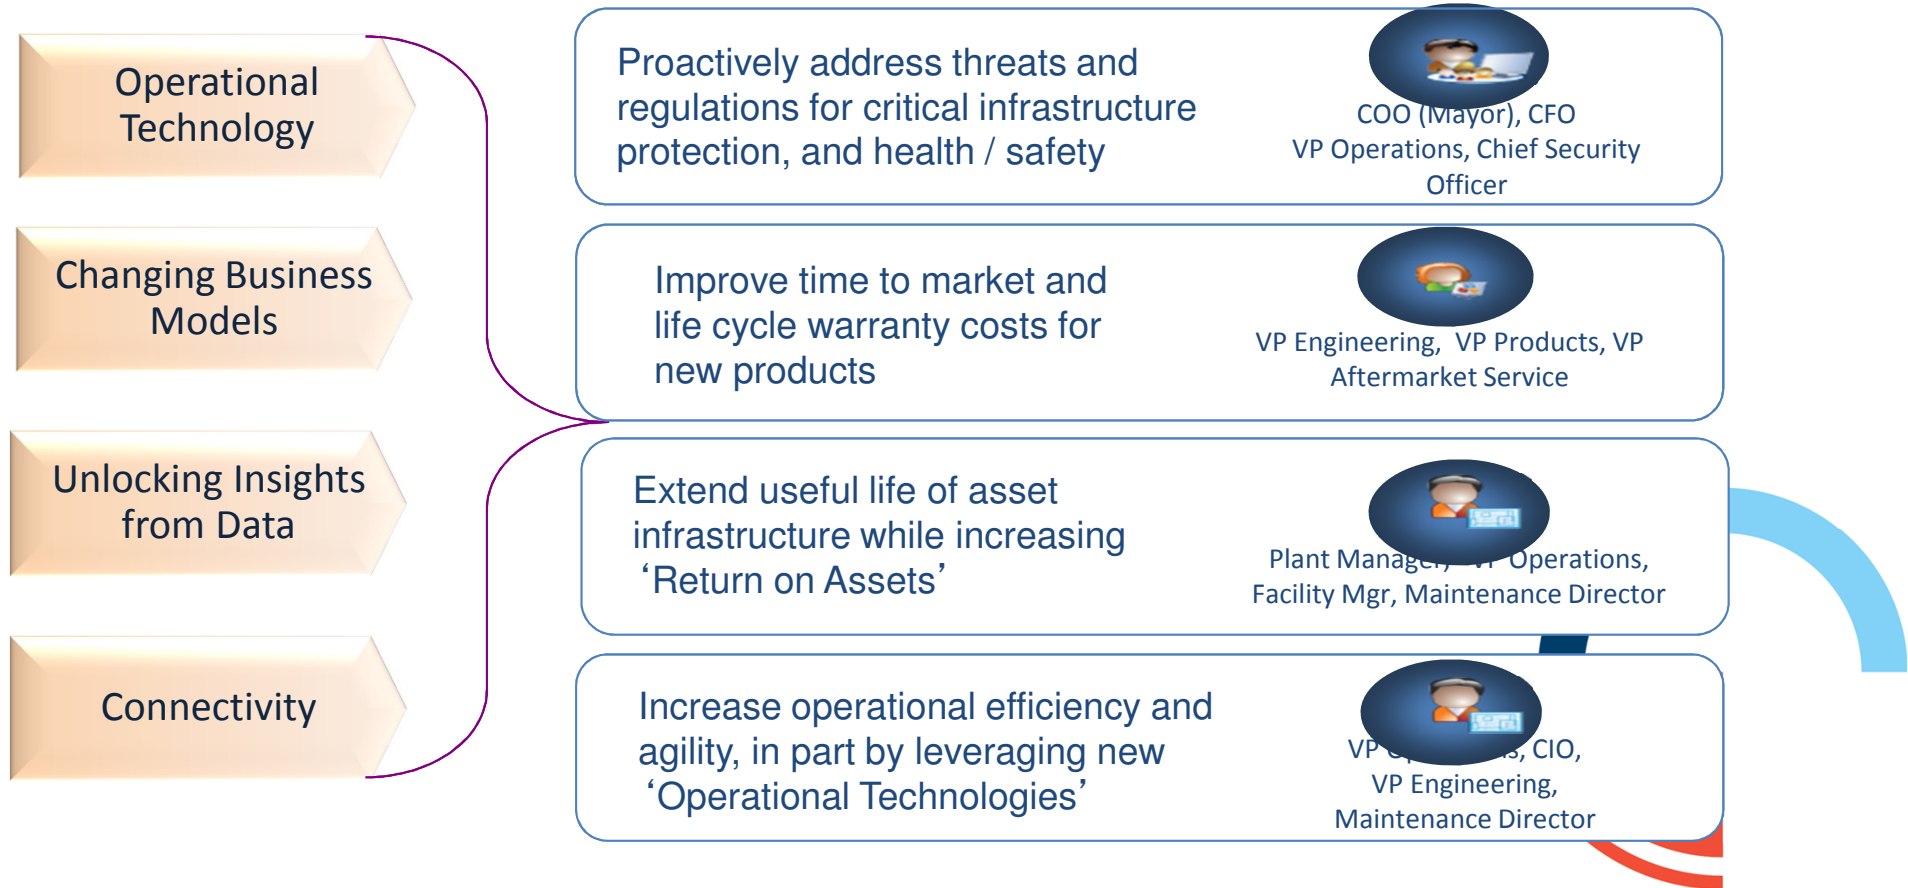 Operational
Technology
Proactively address threats and
regulations for critical infrastructure
protection, and health / safety
COO (Mayor), CFO
VP Operations, Chief Security
Officer
Changing Business
Models
Improve time to market and
life cycle warranty costs for
new products
VP Engineering, VP Products, VP
Aftermarket Service
Unlocking Insights
from Data
Extend useful life of asset
infrastructure while increasing
‘Return on Assets’
Plant Manager, VP Operations,
Facility Mgr, Maintenance Director
Connectivity
Increase operational efficiency and
agility, in part by leveraging new
‘Operational Technologies’
VP CIO,
VP Engineering,
Maintenance Director